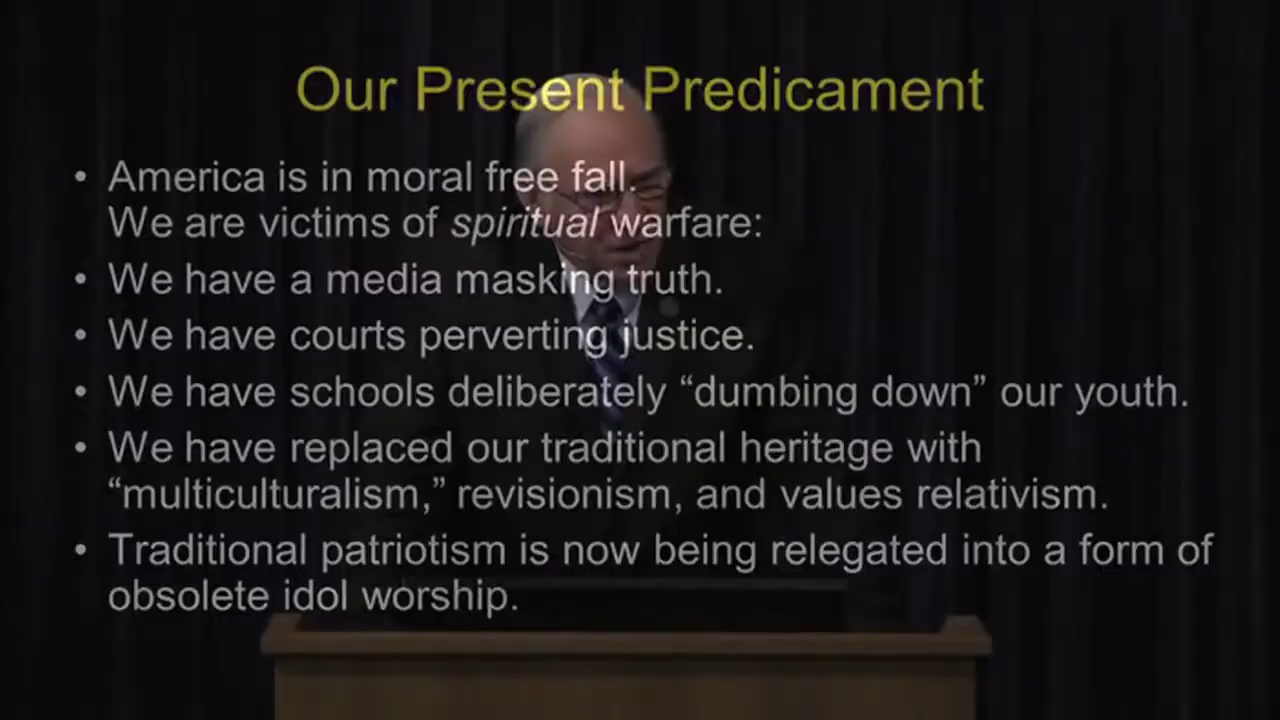 Our Present Predicament
• America is in moral free fall.
We are victims of spiritual warfare:
• We have a media masking truth.
• We have courts perverting justice.
• We have schools deliberately “dumbing down” our youth.
• We have replaced our traditional heritage with
“multiculturalism,” revisionism, and values relativism.
• Traditional patriotism is now being relegated into a form of
obsolete idol worship.